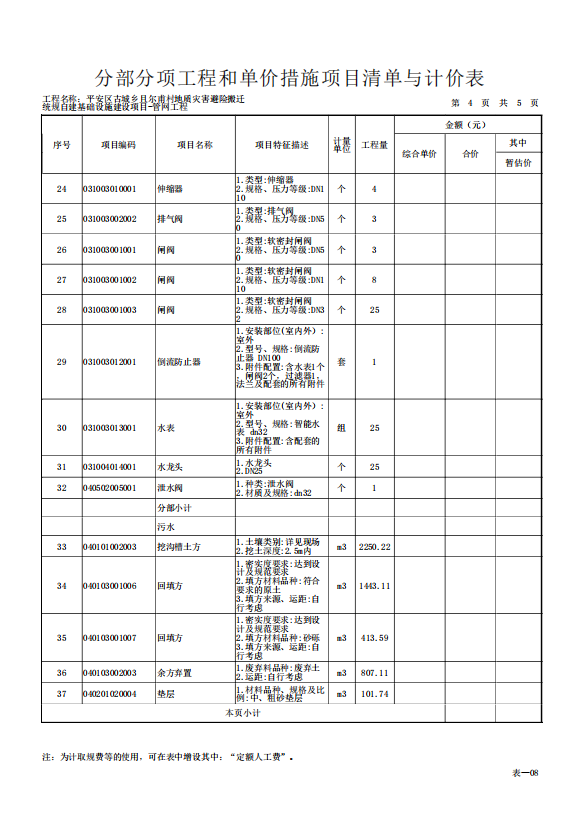 分部分项工程和单价措施项目清单与计价表
工程名称：平安区古城乡且尔甫村地质灾害避险搬迁
统规自建基础设施建设项目-管网工程
第 4 页 共 5 页
序号 项目编码 项目名称 项目特征描述 计量单位 工程量 金额（元）
综合单价 合价 其中
暂估价
24 031003010001 伸缩器 1.类型:伸缩器
2.规格、压力等级:DN1
10
个 4
25 031003002002 排气阀 1.类型:排气阀
2.规格、压力等级:DN5
0
个 3
26 031003001001 闸阀 1.类型:软密封闸阀
2.规格、压力等级:DN5
0
个 3
27 031003001002 闸阀 1.类型:软密封闸阀
2.规格、压力等级:DN1
10
个 8
28 031003001003 闸阀 1.类型:软密封闸阀
2.规格、压力等级:DN3
2
个 25
29 031003012001 倒流防止器 1.安装部位(室内外):
室外
2.型号、规格:倒流防
止器 DN100
3.附件配置:含水表1个
，闸阀2个，过滤器1，
法兰及配套的所有附件
套 1
30 031003013001 水表 1.安装部位(室内外):
室外
2.型号、规格:智能水
表 dn32
3.附件配置:含配套的
所有附件
组 25
31 031004014001 水龙头 1.水龙头
2.DN25
个 25
32 040502005001 泄水阀 1.种类:泄水阀
2.材质及规格:dn32
个 1
分部小计
污水
33 040101002003 挖沟槽土方 1.土壤类别:详见现场
2.挖土深度:2.5m内
m3 2250.22
34 040103001006 回填方 1.密实度要求:达到设
计及规范要求
2.填方材料品种:符合
要求的原土
3.填方来源、运距:自
行考虑
m3 1443.11
35 040103001007 回填方 1.密实度要求:达到设
计及规范要求
2.填方材料品种:砂砾
3.填方来源、运距:自
行考虑
m3 413.59
36 040103002003 余方弃置 1.废弃料品种:废弃土
2.运距:自行考虑
m3 807.11
37 040201020004 垫层 1.材料品种、规格及比
例:中、粗砂垫层
m3 101.74
本页小计
注：为计取规费等的使用，可在表中增设其中：“定额人工费”。
表—08